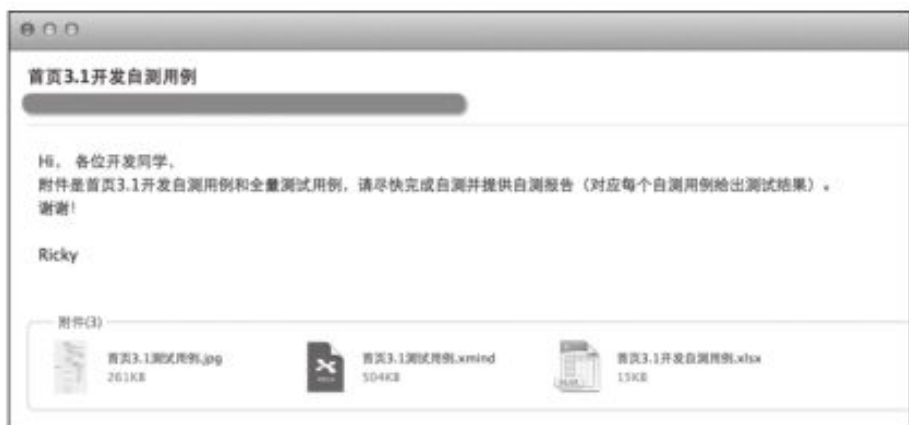 首页3.1开发自测用例
Hi， 各位开发同学，
附件是首页3.1开发自测用例和全量测试用例，请尽快完成自测并提供自测报告（对应每个自测用例给出测试结果）。
谢谢！
Ricky
附件(3)
首页3.1测试用例.jpg
261KB
首页3.1测试用例.xmind
504KB
首页3.1开发自测用例.xlsx
15KB